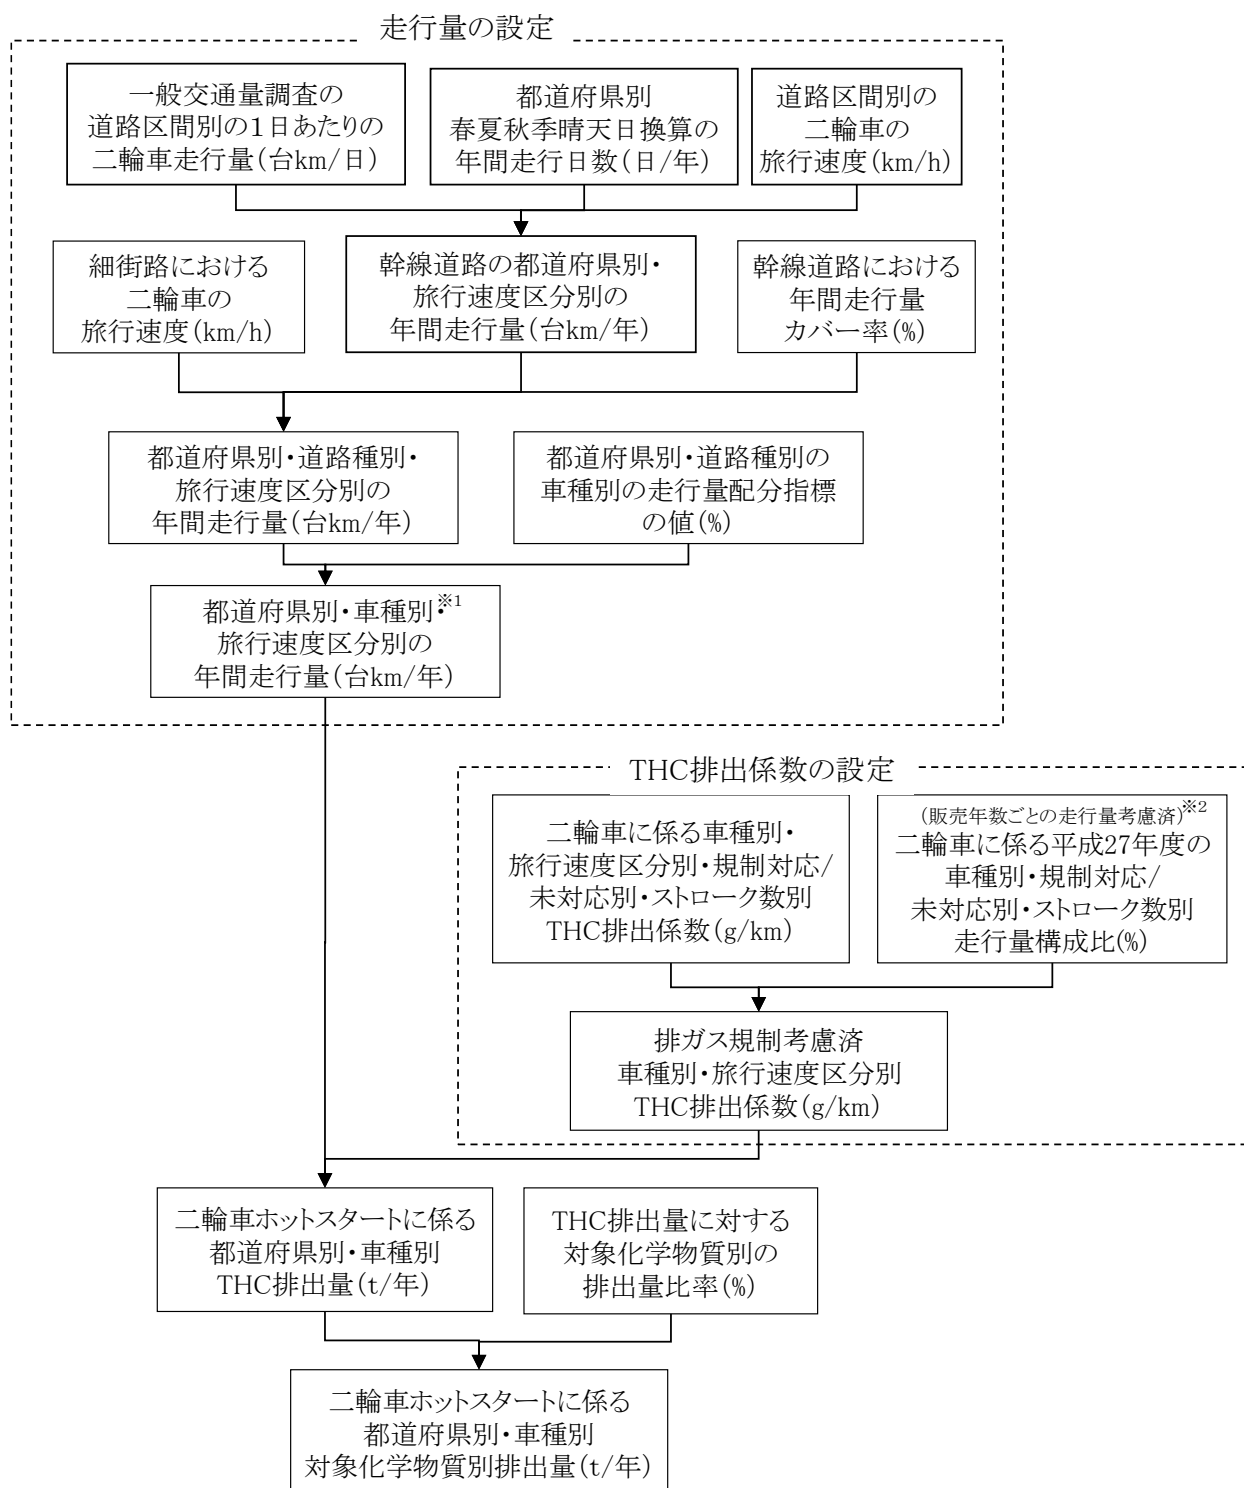 走行量の設定
一般交通量調査の
道路区間別の１日あたりの
二輪車走行量(台km/日)
都道府県別
春夏秋季晴天日換算の
年間走行日数(日/年)
道路区間別の
二輪車の
旅行速度(km/h)
細街路における
二輪車の
旅行速度(km/h)
幹線道路の都道府県別・
旅行速度区分別の
年間走行量(台km/年)
幹線道路における
年間走行量
カバー率(%)
都道府県別・道路種別・
旅行速度区分別の
年間走行量(台km/年)
都道府県別・道路種別の
車種別の走行量配分指標
の値(%)
都道府県別・車種別・※1
旅行速度区分別の
年間走行量(台km/年)
THC排出係数の設定
二輪車に係る車種別・
旅行速度区分別・規制対応/
未対応別・ストローク数別
THC排出係数(g/km)
(販売年数ごとの走行量考慮済)※2
二輪車に係る平成27年度の
車種別・規制対応/
未対応別・ストローク数別
走行量構成比(%)
排ガス規制考慮済
車種別・旅行速度区分別
THC排出係数(g/km)
二輪車ホットスタートに係る
都道府県別・車種別
THC排出量(t/年)
THC排出量に対する
対象化学物質別の
排出量比率(%)
二輪車ホットスタートに係る
都道府県別・車種別
対象化学物質別排出量(t/年)